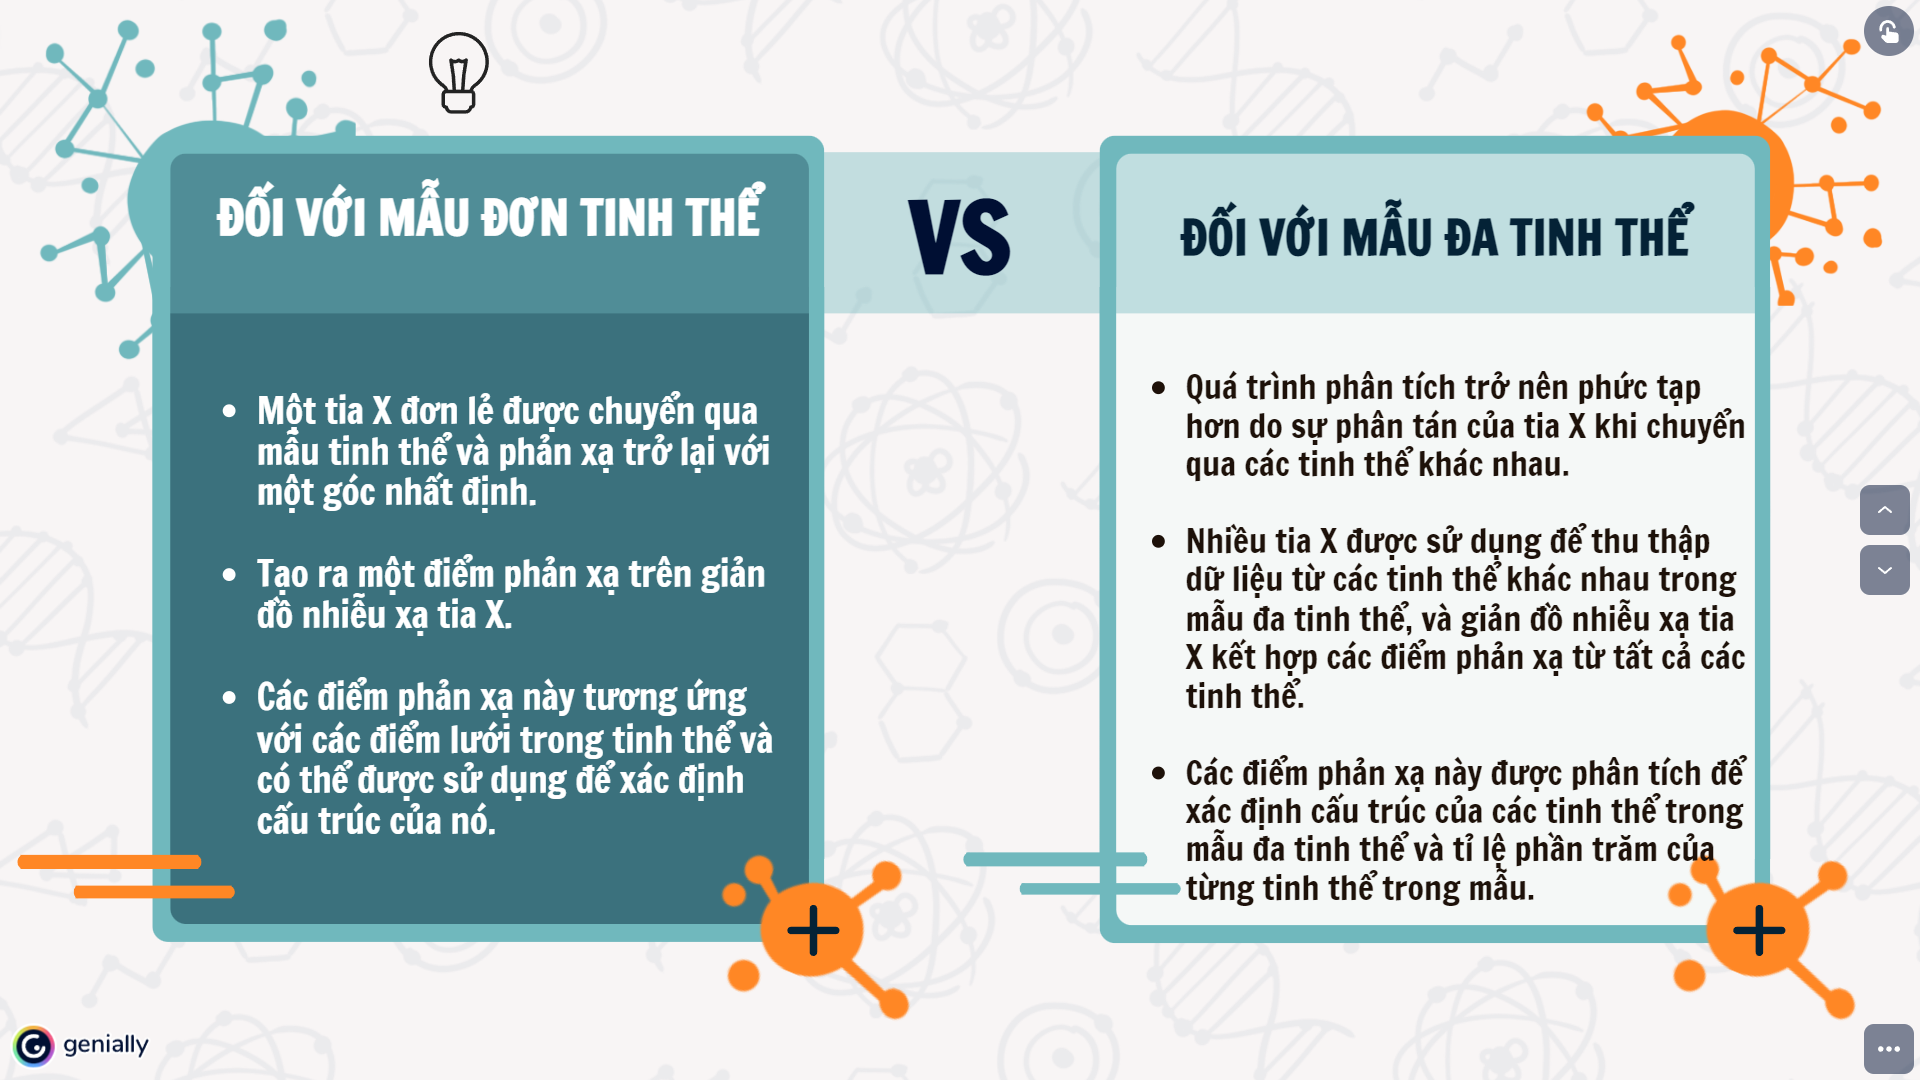 ĐỐI VỚI MẪU ĐƠN TINH THỂ
VS
ĐỐI VỚI MẪU ĐA TINH THỂ
• Một tia X đơn lẻ được chuyển qua
mẫu tinh thể và phản xạ trở lại với
một góc nhất định.
• Tạo ra một điểm phản xạ trên giản
đồ nhiễu xạ tia X.
• Các điểm phản xạ này tương ứng
với các điểm lưới trong tinh thể và
có thể được sử dụng để xác định
cấu trúc của nó.
• Quá trình phân tích trở nên phức tạp
hơn do sự phân tán của tia X khi chuyển
qua các tinh thể khác nhau.
• Nhiều tia X được sử dụng để thu thập
dữ liệu từ các tinh thể khác nhau trong
mẫu đa tinh thể, và giản đồ nhiễu xạ tia
X kết hợp các điểm phản xạ từ tất cả các
tinh thể.
• Các điểm phản xạ này được phân tích để
xác định cấu trúc của các tinh thể trong
mẫu đa tinh thể và tỉ lệ phần trăm của
từng tinh thể trong mẫu.
genially